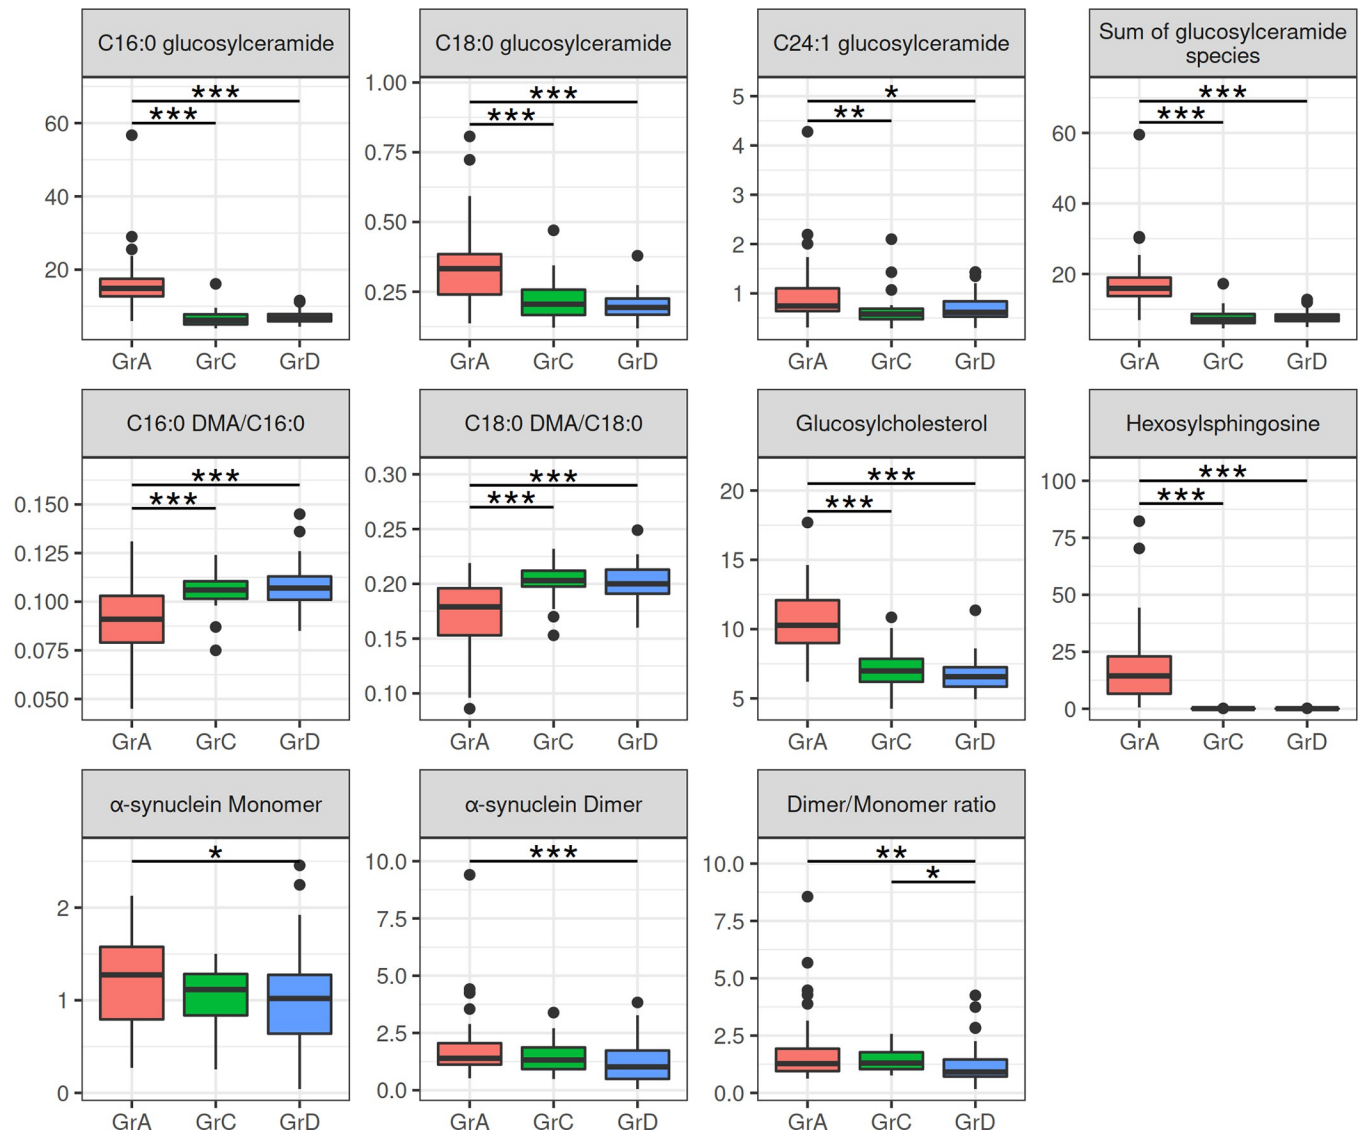 C16:0 glucosylceramide
C18:0 glucosylceramide
C24:1 glucosylceramide
Sum of glucosylceramide
species
***
***
60
40
20
GrA GrC GrD
***
***
1.00
0.75
0.50
0.25
GrA GrC GrD
*
**
5
4
3
2
1
GrA GrC GrD
***
***
60
40
20
GrA GrC GrD
C16:0 DMA/C16:0
C18:0 DMA/C18:0
Glucosylcholesterol
Hexosylsphingosine
***
***
0.150
0.125
0.100
0.075
0.050
GrA GrC GrD
***
***
0.30
0.25
0.20
0.15
0.10
GrA GrC GrD
***
***
20
15
10
5
GrA GrC GrD
***
***
100
75
50
25
0
GrA GrC GrD
α-synuclein Monomer
α-synuclein Dimer
Dimer/Monomer ratio
*
2
1
0
GrA GrC GrD
***
10.0
7.5
5.0
2.5
0.0
GrA GrC GrD
**
*
10.0
7.5
5.0
2.5
0.0
GrA GrC GrD